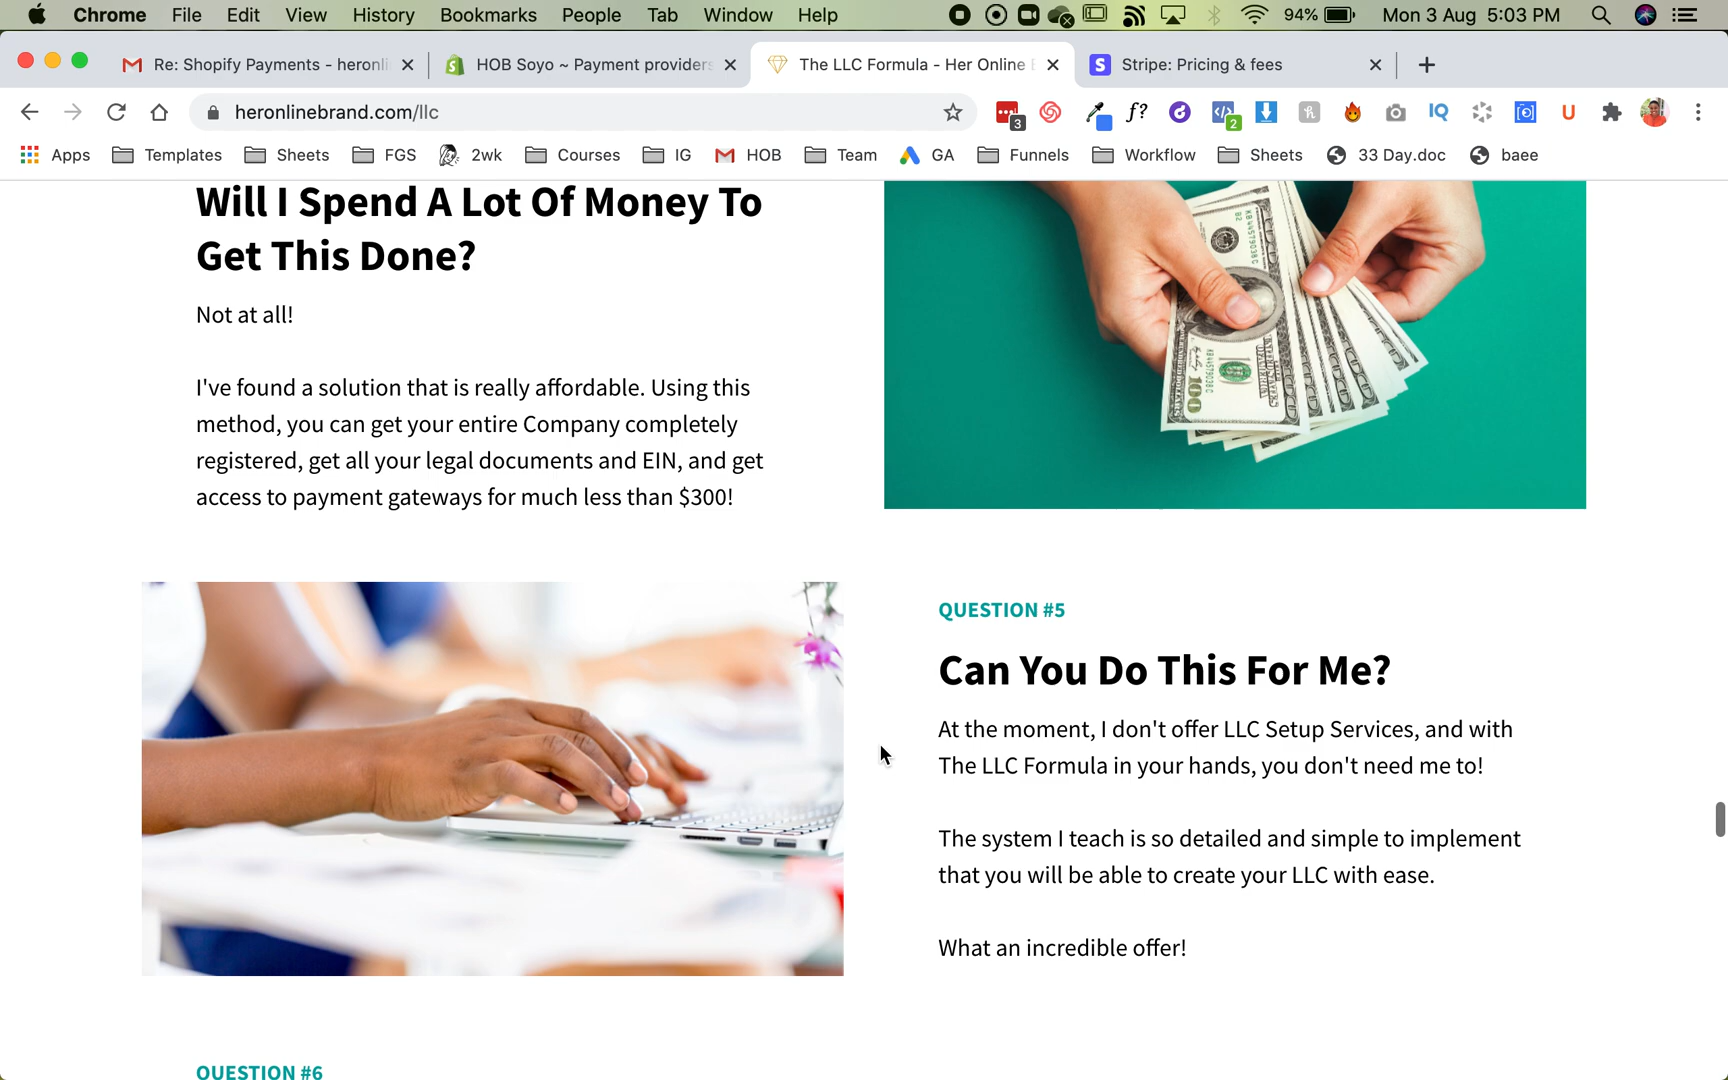 Chrome File Edit View History Bookmarks People Tab Window Help 94% Mon 3 Aug 5:03 PM
Re: Shopify Payments - heronli HOB Soyo ~ Payment providers The LLC Formula - Her Online Stripe: Pricing & fees
heronlinebrand.com/llc
Apps Templates Sheets FGS 2wk Courses IG HOB Team GA Funnels Workflow Sheets 33 Day.doc baee
Will I Spend A Lot Of Money To
Get This Done?
Not at all!
I've found a solution that is really affordable. Using this
method, you can get your entire Company completely
registered, get all your legal documents and EIN, and get
access to payment gateways for much less than $300!
QUESTION #5
Can You Do This For Me?
At the moment, I don't offer LLC Setup Services, and with
The LLC Formula in your hands, you don't need me to!
The system I teach is so detailed and simple to implement
that you will be able to create your LLC with ease.
What an incredible offer!
QUESTION #6